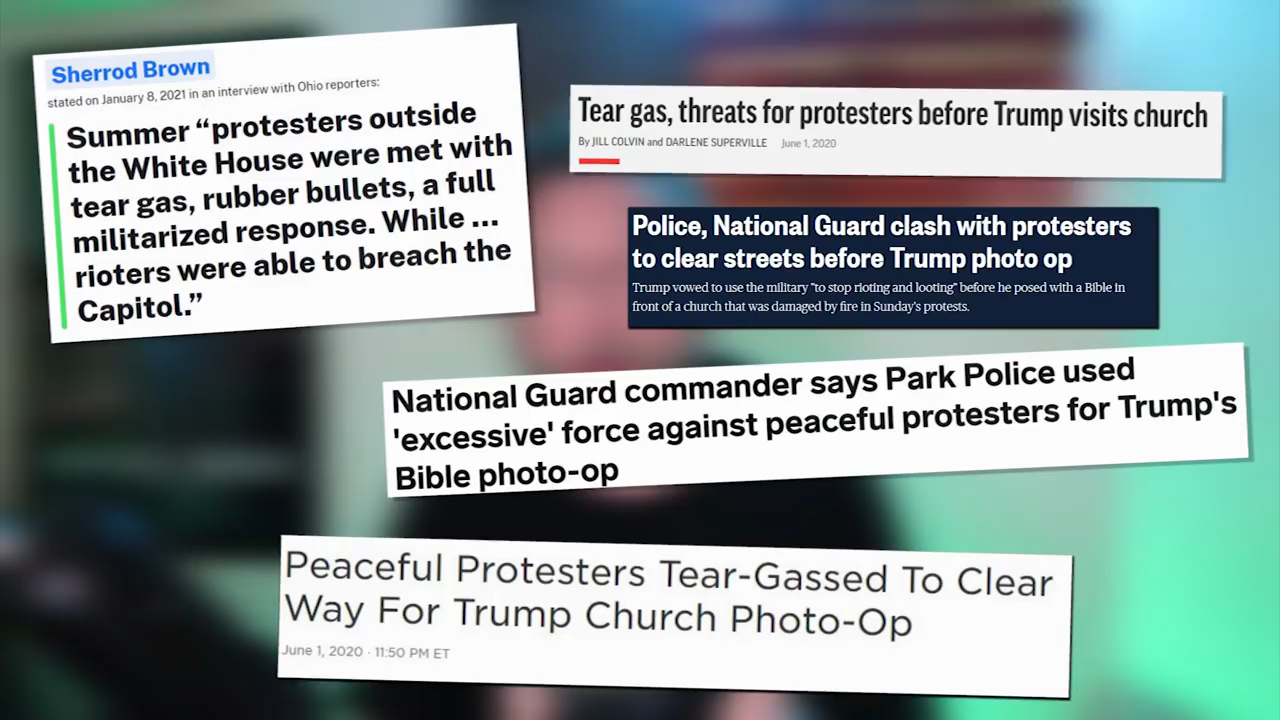 Sherrod Brown
stated on January 8, 2021 in an interview with Ohio reporters:
Summer “protesters outside
the White House were met with
tear gas, rubber bullets, a full
militarized response. While ...
rioters were able to breach the
Capitol.”
Tear gas, threats for protesters before Trump visits church
By JILL COLVIN and DARLENE SUPERVILLE June 1, 2020
Police, National Guard clash with protesters
to clear streets before Trump photo op
Trump vowed to use the military "to stop rioting and looting" before he posed with a Bible in
front of a church that was damaged by fire in Sunday's protests.
National Guard commander says Park Police used
'excessive' force against peaceful protesters for Trump's
Bible photo-op
Peaceful Protesters Tear-Gassed To Clear
Way For Trump Church Photo-Op
June 1, 2020 · 11:50 PM ET